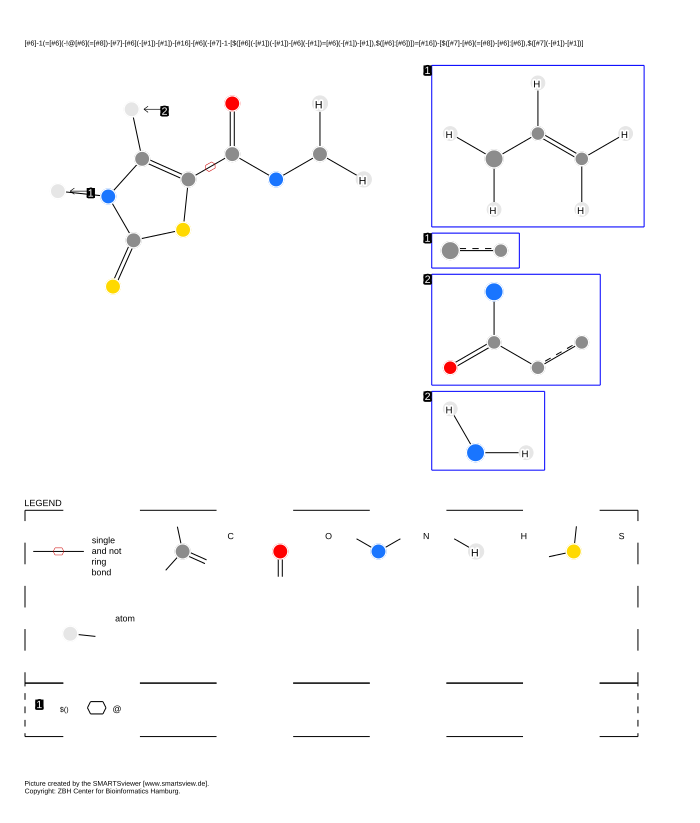 [#6]-1(=[#6](-!@[#6](=[#8])-[#7]-[#6](-[#1])-[#1])-[#16]-[#6](-[#7]-1-[$([#6](-[#1])(-[#1])-[#6](-[#1])=[#6](-[#1])-[#1]),$([#6]:[#6])])=[#16])-[$([#7]-[#6](=[#8])-[#6]:[#6]),$([#7](-[#1])-[#1])]
1
H
2
H
H
H
1
H
H
H
1
2
2
H
H
LEGEND
single
and not
ring
bond
C
O
N
H
H
S
atom
1
$()
@
Picture created by the SMARTSviewer [www.smartsview.de].
Copyright: ZBH Center for Bioinformatics Hamburg.